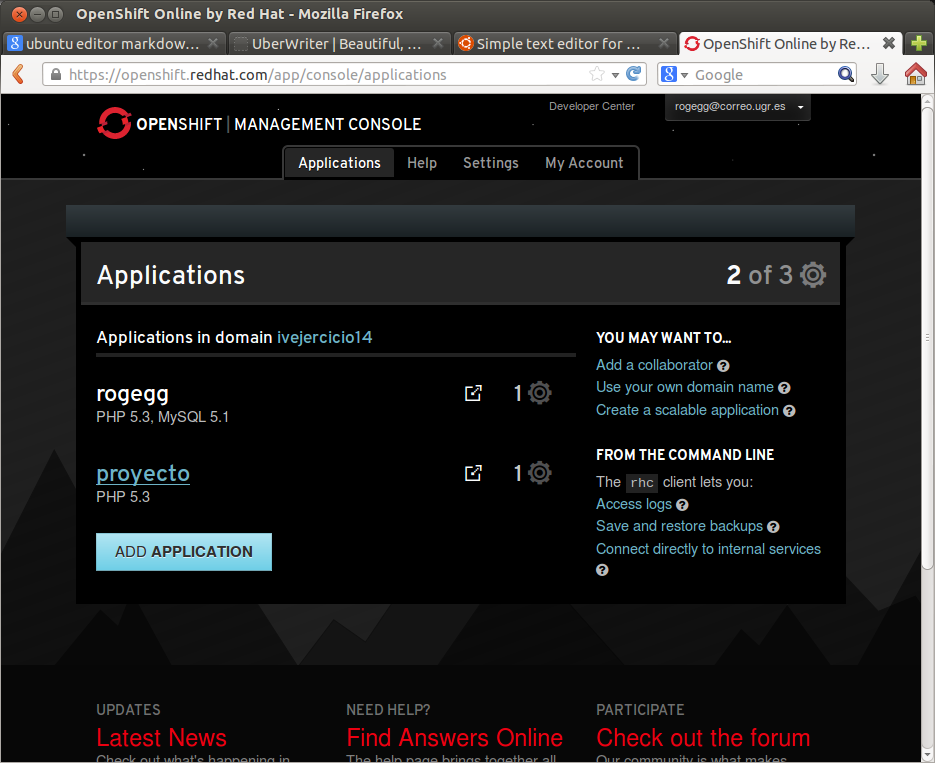 OpenShift Online by Red Hat - Mozilla Firefox
ubuntu editor markdow... UberWriter | Beautiful, ... Simple text editor for ... OpenShift Online by Re...
https://openshift.redhat.com/app/console/applications Google
Developer Center rogegg@correo.ugr.es
OPENSHIFT | MANAGEMENT CONSOLE
Applications Help Settings My Account
Applications 2 of 3
Applications in domain ivejercicio14
rogegg 1
PHP 5.3, MySQL 5.1
proyecto 1
PHP 5.3
ADD APPLICATION
YOU MAY WANT TO...
Add a collaborator ?
Use your own domain name ?
Create a scalable application ?
FROM THE COMMAND LINE
The rhc client lets you:
Access logs ?
Save and restore backups ?
Connect directly to internal services
?
UPDATES
Latest News
Check out what's happening in
NEED HELP?
Find Answers Online
The help page brings together all
PARTICIPATE
Check out the forum
Our community is what makes